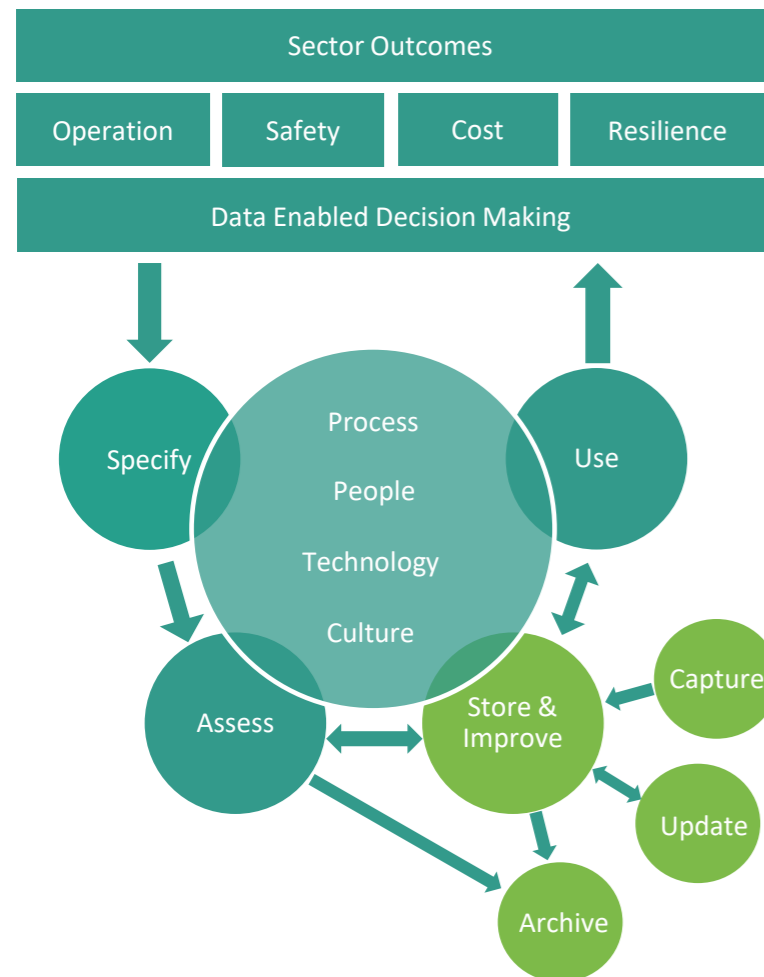 Sector Outcomes
Operation
Safety
Cost
Resilience
Data Enabled Decision Making
Process
People
Technology
Culture
Specify
Use
Assess
Store &
Improve
Capture
Update
Archive